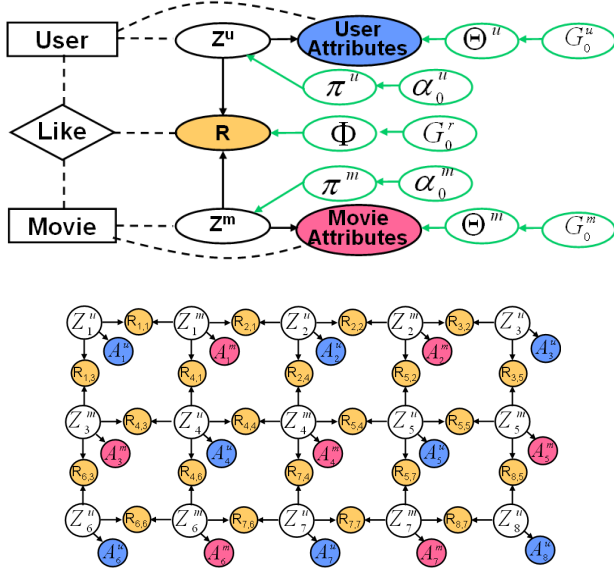 User Z^u User Θ^u G_0^u
Attributes
π^u α_0^u
Like R Φ G_0^r
π^m α_0^m
Movie Z^m Movie Θ^m G_0^m
Attributes
Z_1^u R_1,1 Z_1^m R_2,1 Z_2^u R_2,2 Z_2^m R_3,2 Z_3^u
A_1^u A_1^m A_2^u A_2^m A_3^u
R_1,3 R_4,1 R_2,4 R_5,2 R_3,5
Z_3^m R_4,3 Z_4^u R_4,4 Z_4^m R_5,4 Z_5^u R_5,5 Z_5^m
A_3^m A_4^u A_4^m A_5^u A_5^m
R_6,3 R_4,6 R_7,4 R_5,7 R_8,5
Z_6^u R_6,6 Z_6^m R_7,6 Z_7^u R_7,7 Z_7^m R_8,7 Z_8^u
A_6^u A_6^m A_7^u A_7^m A_8^u